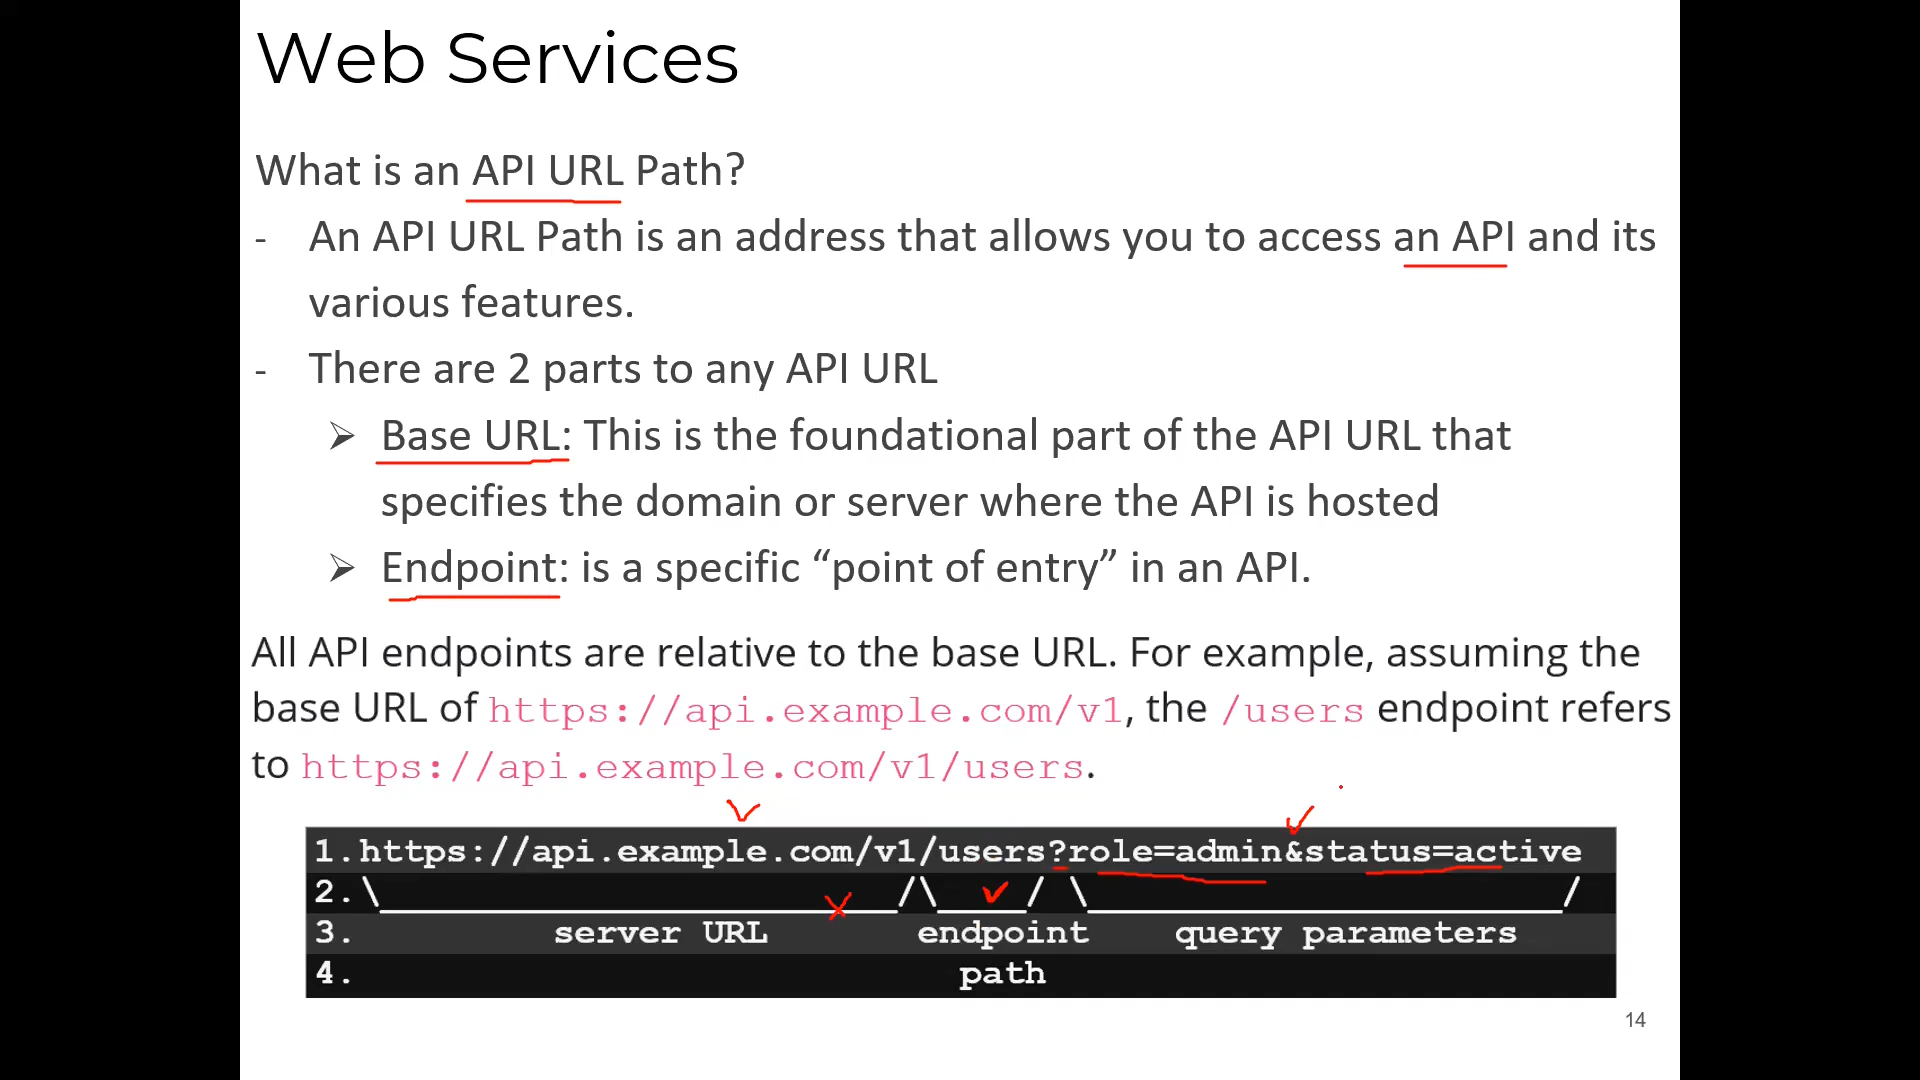 Web Services
What is an API URL Path?
- An API URL Path is an address that allows you to access an API and its
various features.
- There are 2 parts to any API URL
➢ Base URL: This is the foundational part of the API URL that
specifies the domain or server where the API is hosted
➢ Endpoint: is a specific “point of entry” in an API.
All API endpoints are relative to the base URL. For example, assuming the
base URL of https://api.example.com/v1, the /users endpoint refers
to https://api.example.com/v1/users.
1.https://api.example.com/v1/users?role=admin&status=active
2.\________________________/\____/ \______________________/
3. server URL endpoint query parameters
4. path
14